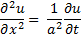 ∂²u/∂x² = 1/a² ∂u/∂t